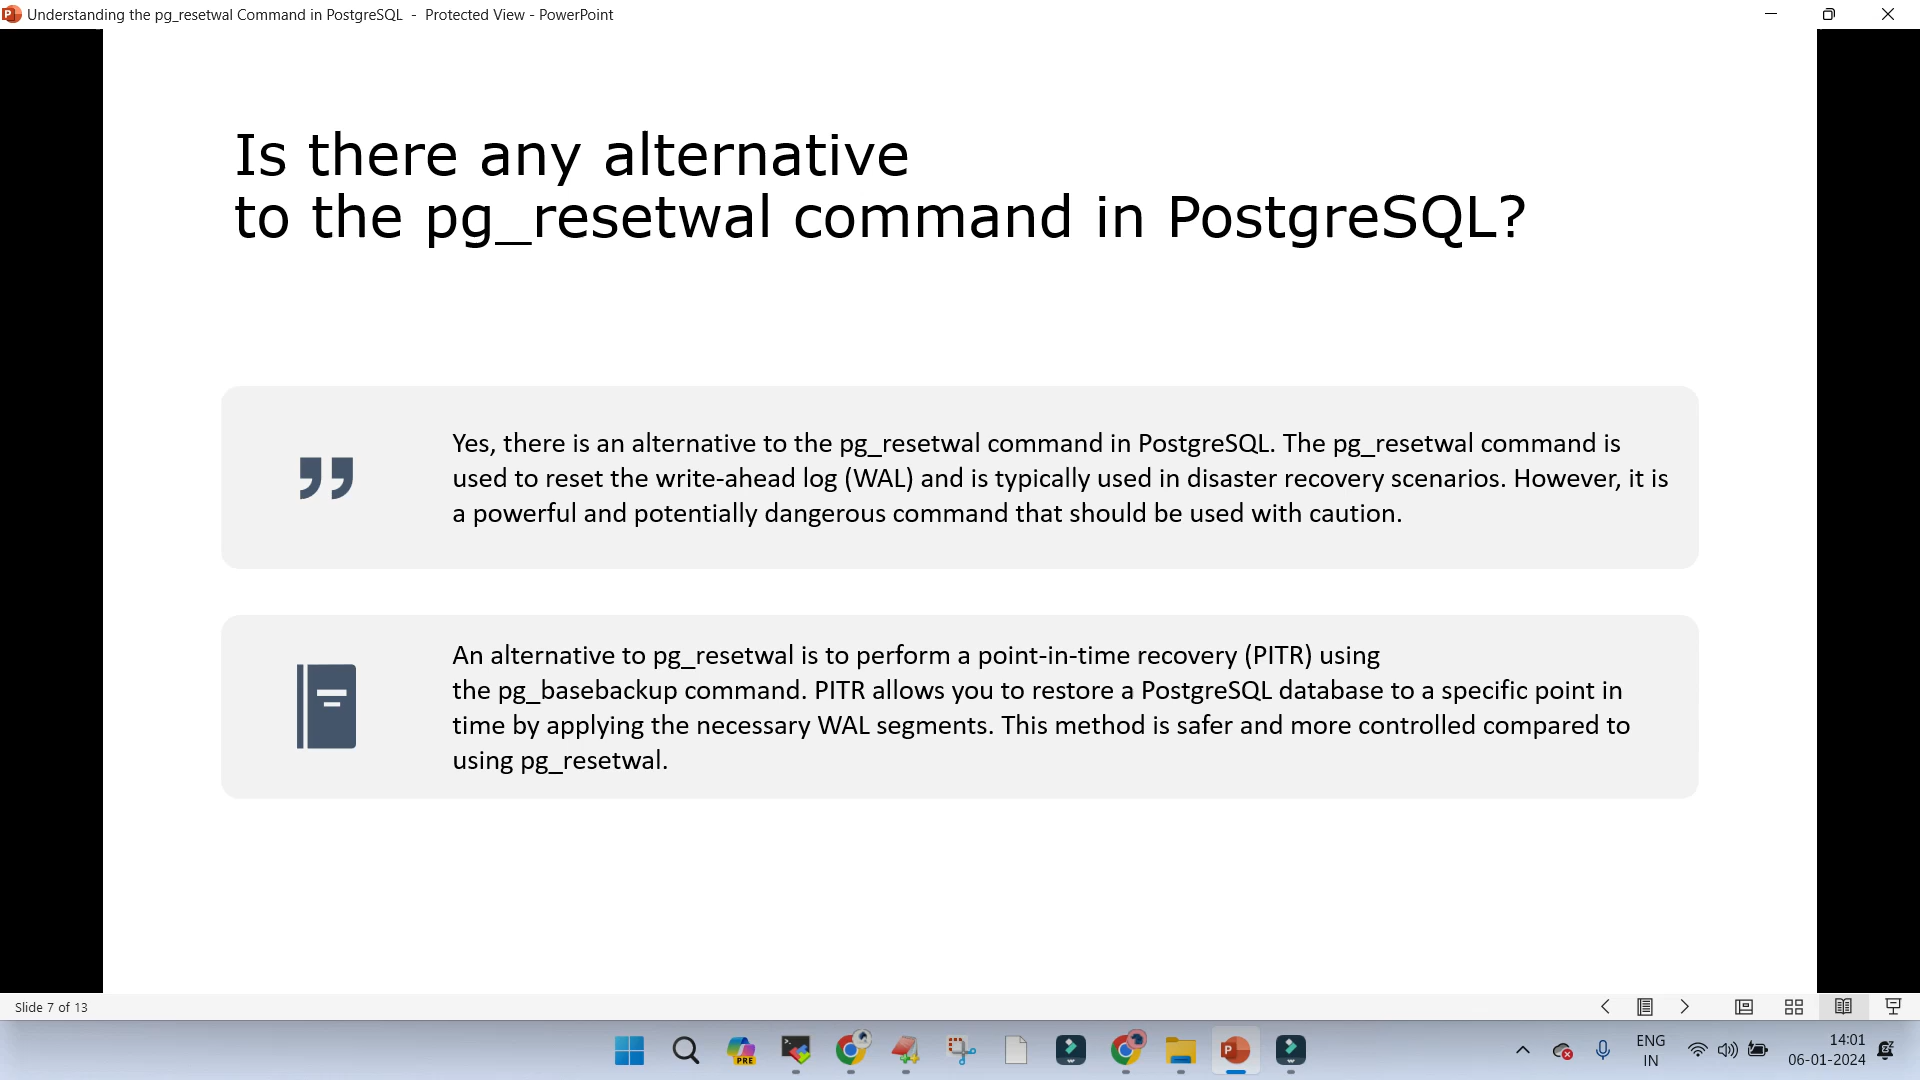 Understanding the pg_resetwal Command in PostgreSQL - Protected View - PowerPoint
Is there any alternative
to the pg_resetwal command in PostgreSQL?
Yes, there is an alternative to the pg_resetwal command in PostgreSQL. The pg_resetwal command is
used to reset the write-ahead log (WAL) and is typically used in disaster recovery scenarios. However, it is
a powerful and potentially dangerous command that should be used with caution.
An alternative to pg_resetwal is to perform a point-in-time recovery (PITR) using
the pg_basebackup command. PITR allows you to restore a PostgreSQL database to a specific point in
time by applying the necessary WAL segments. This method is safer and more controlled compared to
using pg_resetwal.
Slide 7 of 13
PRE
ENG
IN
14:01
06-01-2024